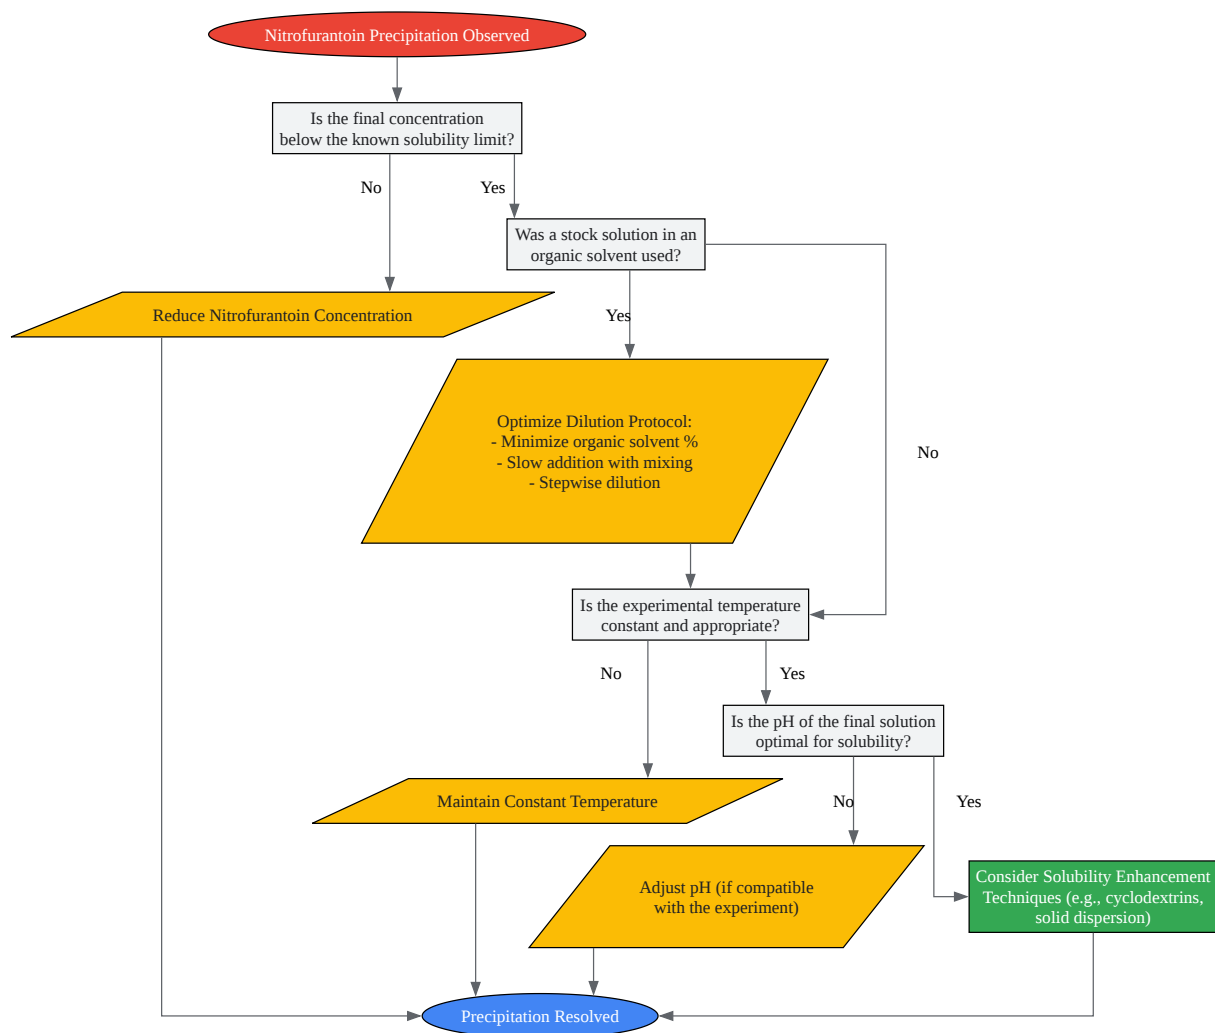 Nitrofurantoin Precipitation Observed
Is the final concentration
below the known solubility limit?
No
Yes
Was a stock solution in an
organic solvent used?
Reduce Nitrofurantoin Concentration
Yes
Optimize Dilution Protocol:
- Minimize organic solvent %
- Slow addition with mixing
- Stepwise dilution
No
Is the experimental temperature
constant and appropriate?
No
Yes
Is the pH of the final solution
optimal for solubility?
Maintain Constant Temperature
No
Yes
Adjust pH (if compatible
with the experiment)
Consider Solubility Enhancement
Techniques (e.g., cyclodextrins,
solid dispersion)
Precipitation Resolved